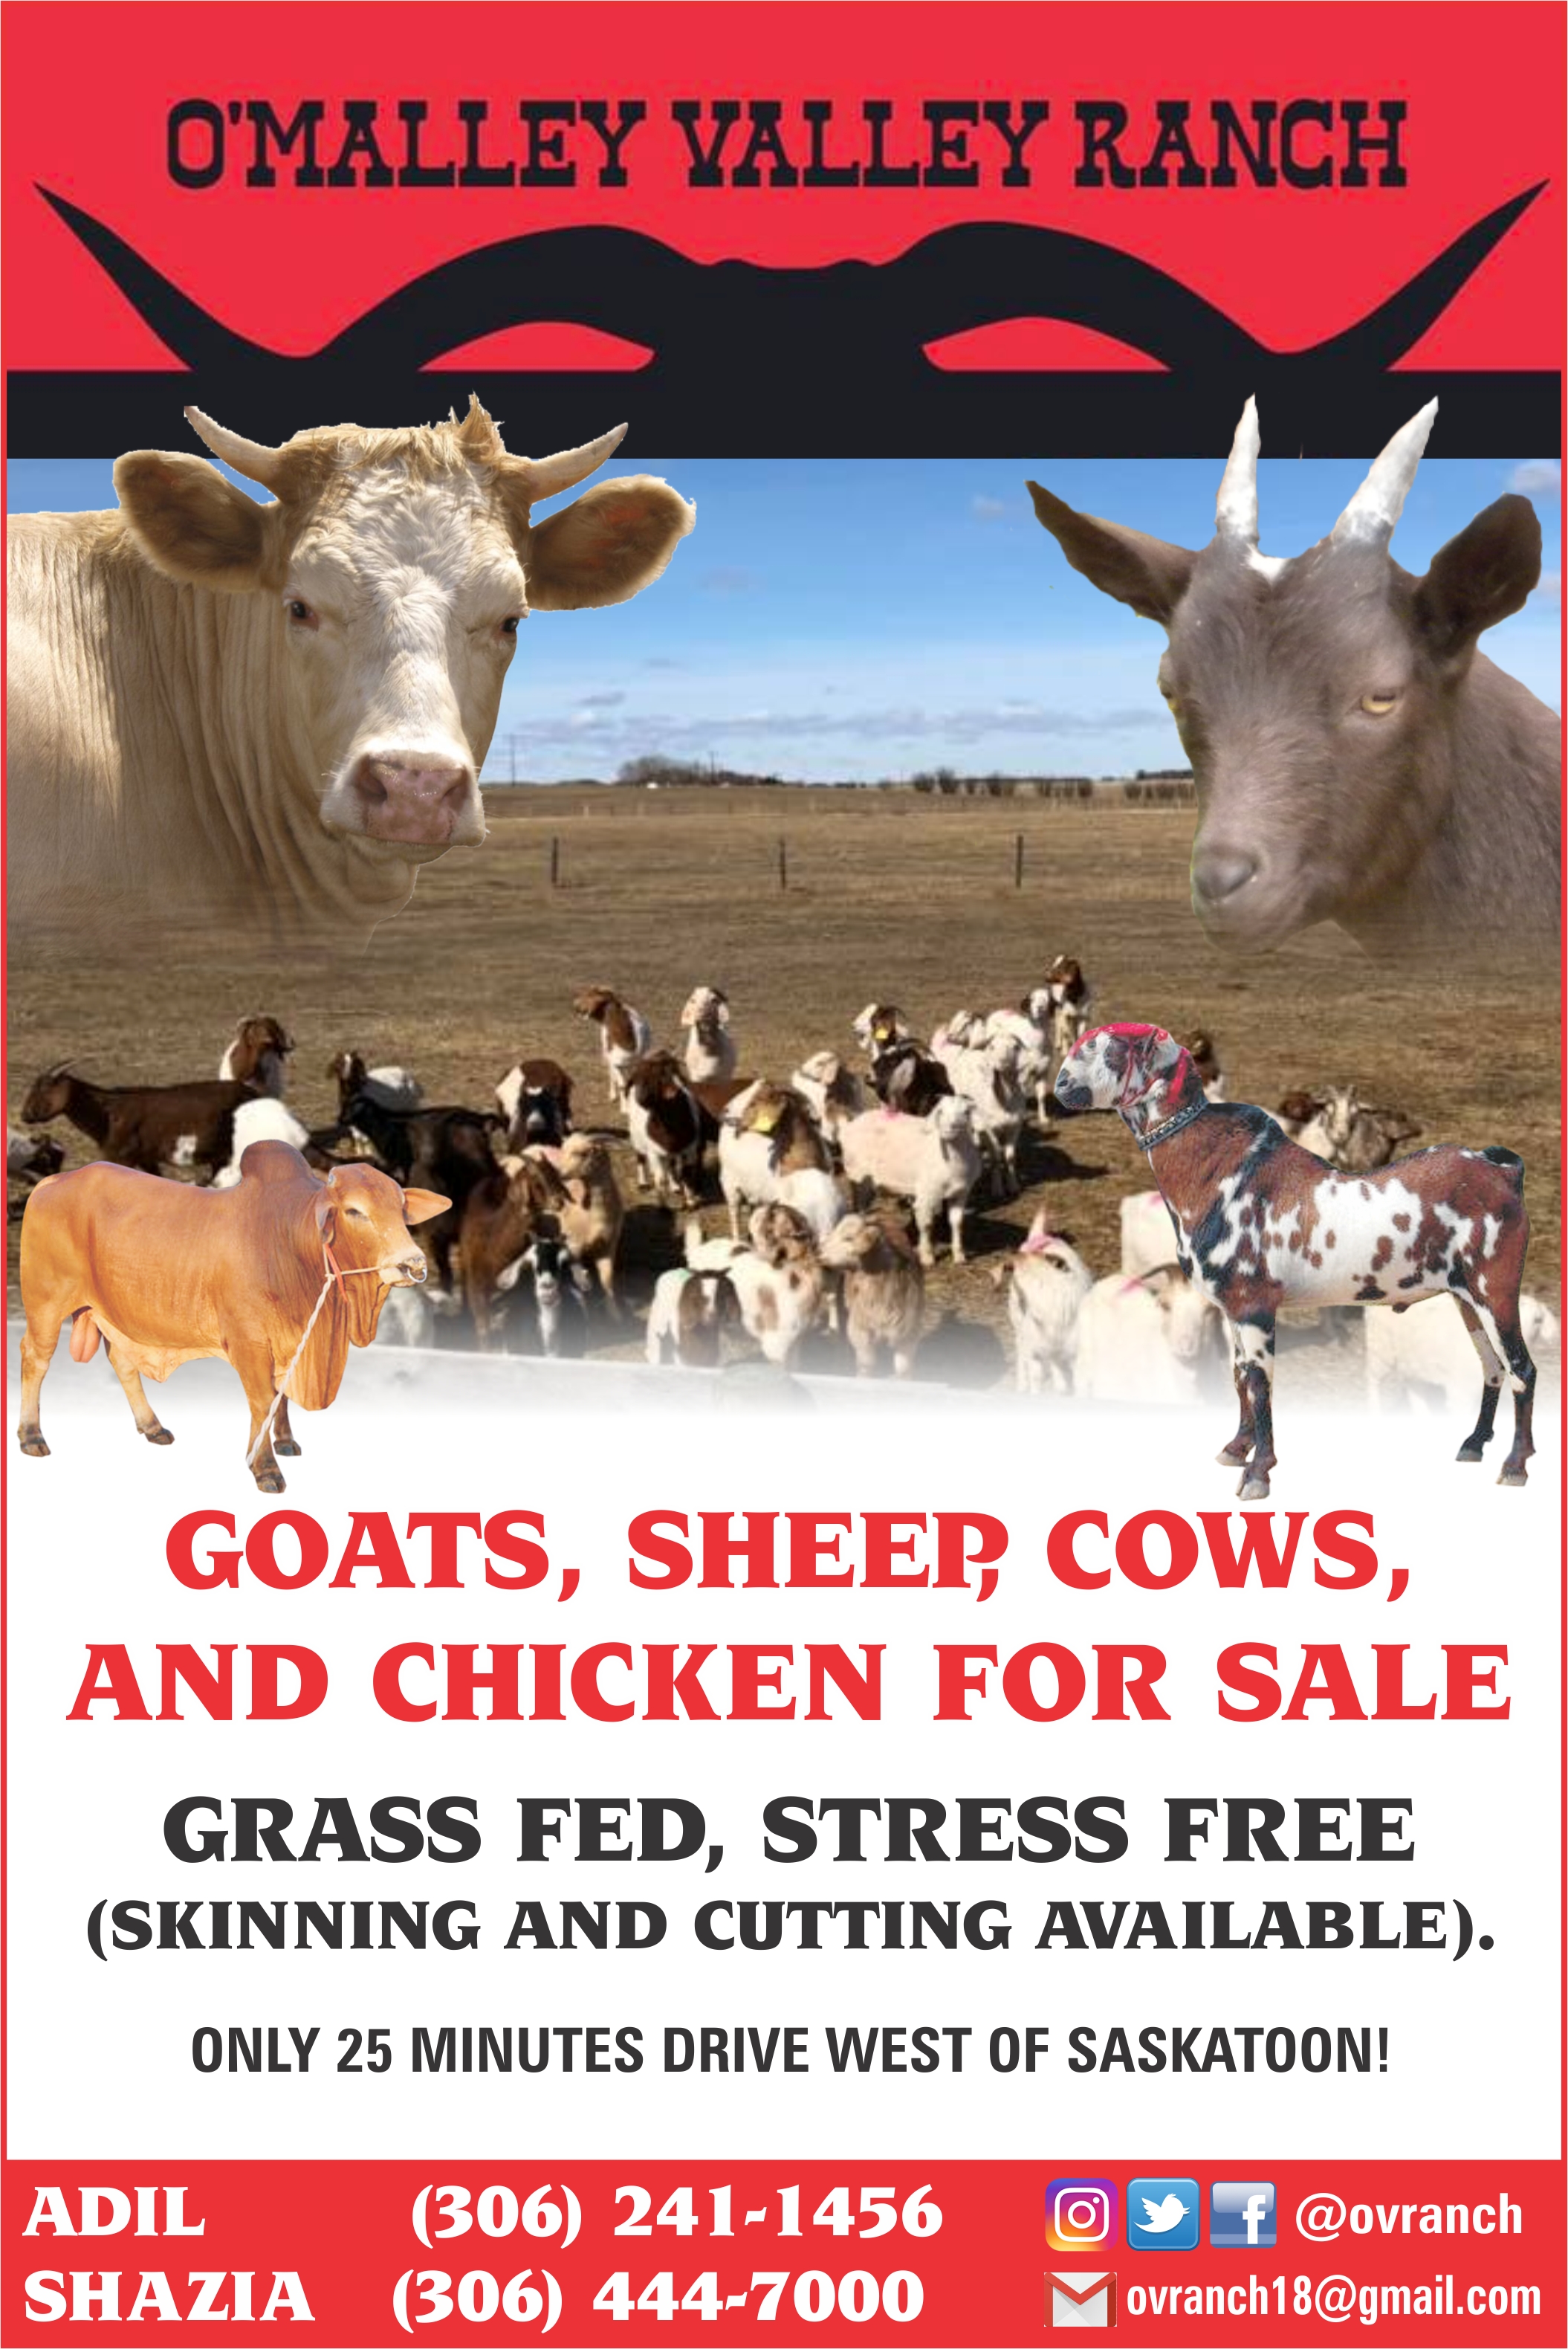 O'MALLEY VALLEY RANCH
GOATS, SHEEP, COWS,
AND CHICKEN FOR SALE
GRASS FED, STRESS FREE
(SKINNING AND CUTTING AVAILABLE).
ONLY 25 MINUTES DRIVE WEST OF SASKATOON!
ADIL (306) 241-1456 @ovranch
SHAZIA (306) 444-7000 ovranch18@gmail.com